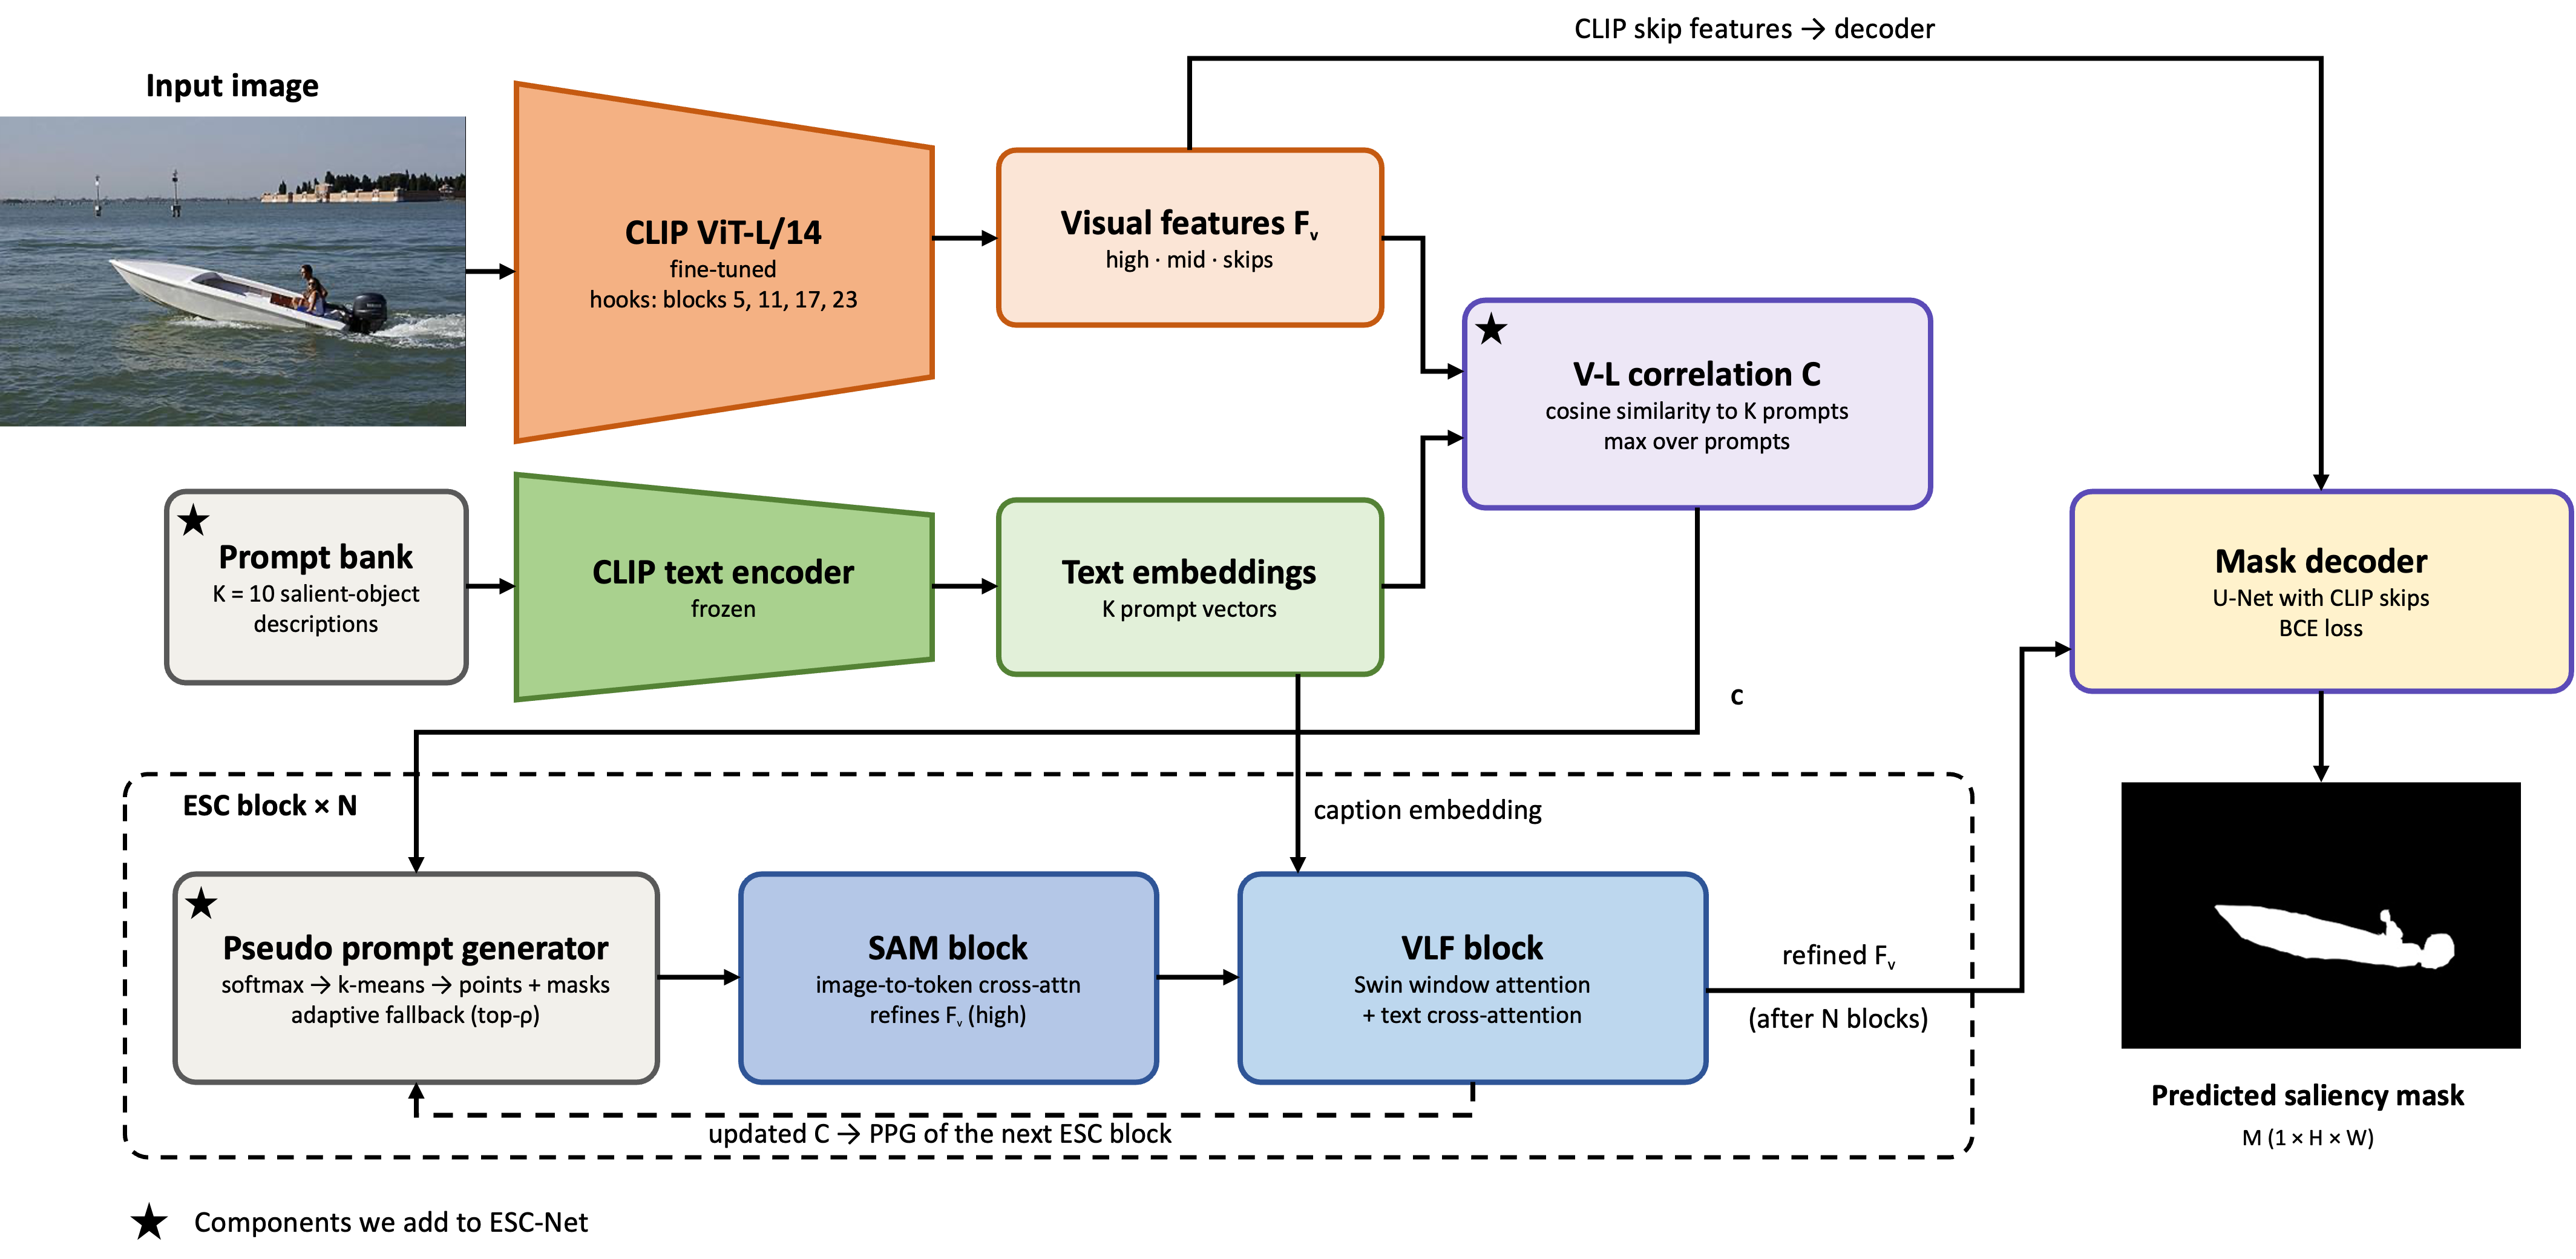 CLIP skip features → decoder
Input image
CLIP ViT-L/14
fine-tuned
hooks: blocks 5, 11, 17, 23
Visual features Fᵥ
high · mid · skips
★
V-L correlation C
cosine similarity to K prompts
max over prompts
★
Prompt bank
K = 10 salient-object
descriptions
CLIP text encoder
frozen
Text embeddings
K prompt vectors
Mask decoder
U-Net with CLIP skips
BCE loss
C
ESC block × N
caption embedding
★
Pseudo prompt generator
softmax → k-means → points + masks
adaptive fallback (top-ρ)
SAM block
image-to-token cross-attn
refines Fᵥ (high)
VLF block
Swin window attention
+ text cross-attention
refined Fᵥ
(after N blocks)
updated C → PPG of the next ESC block
Predicted saliency mask
M (1 × H × W)
★ Components we add to ESC-Net